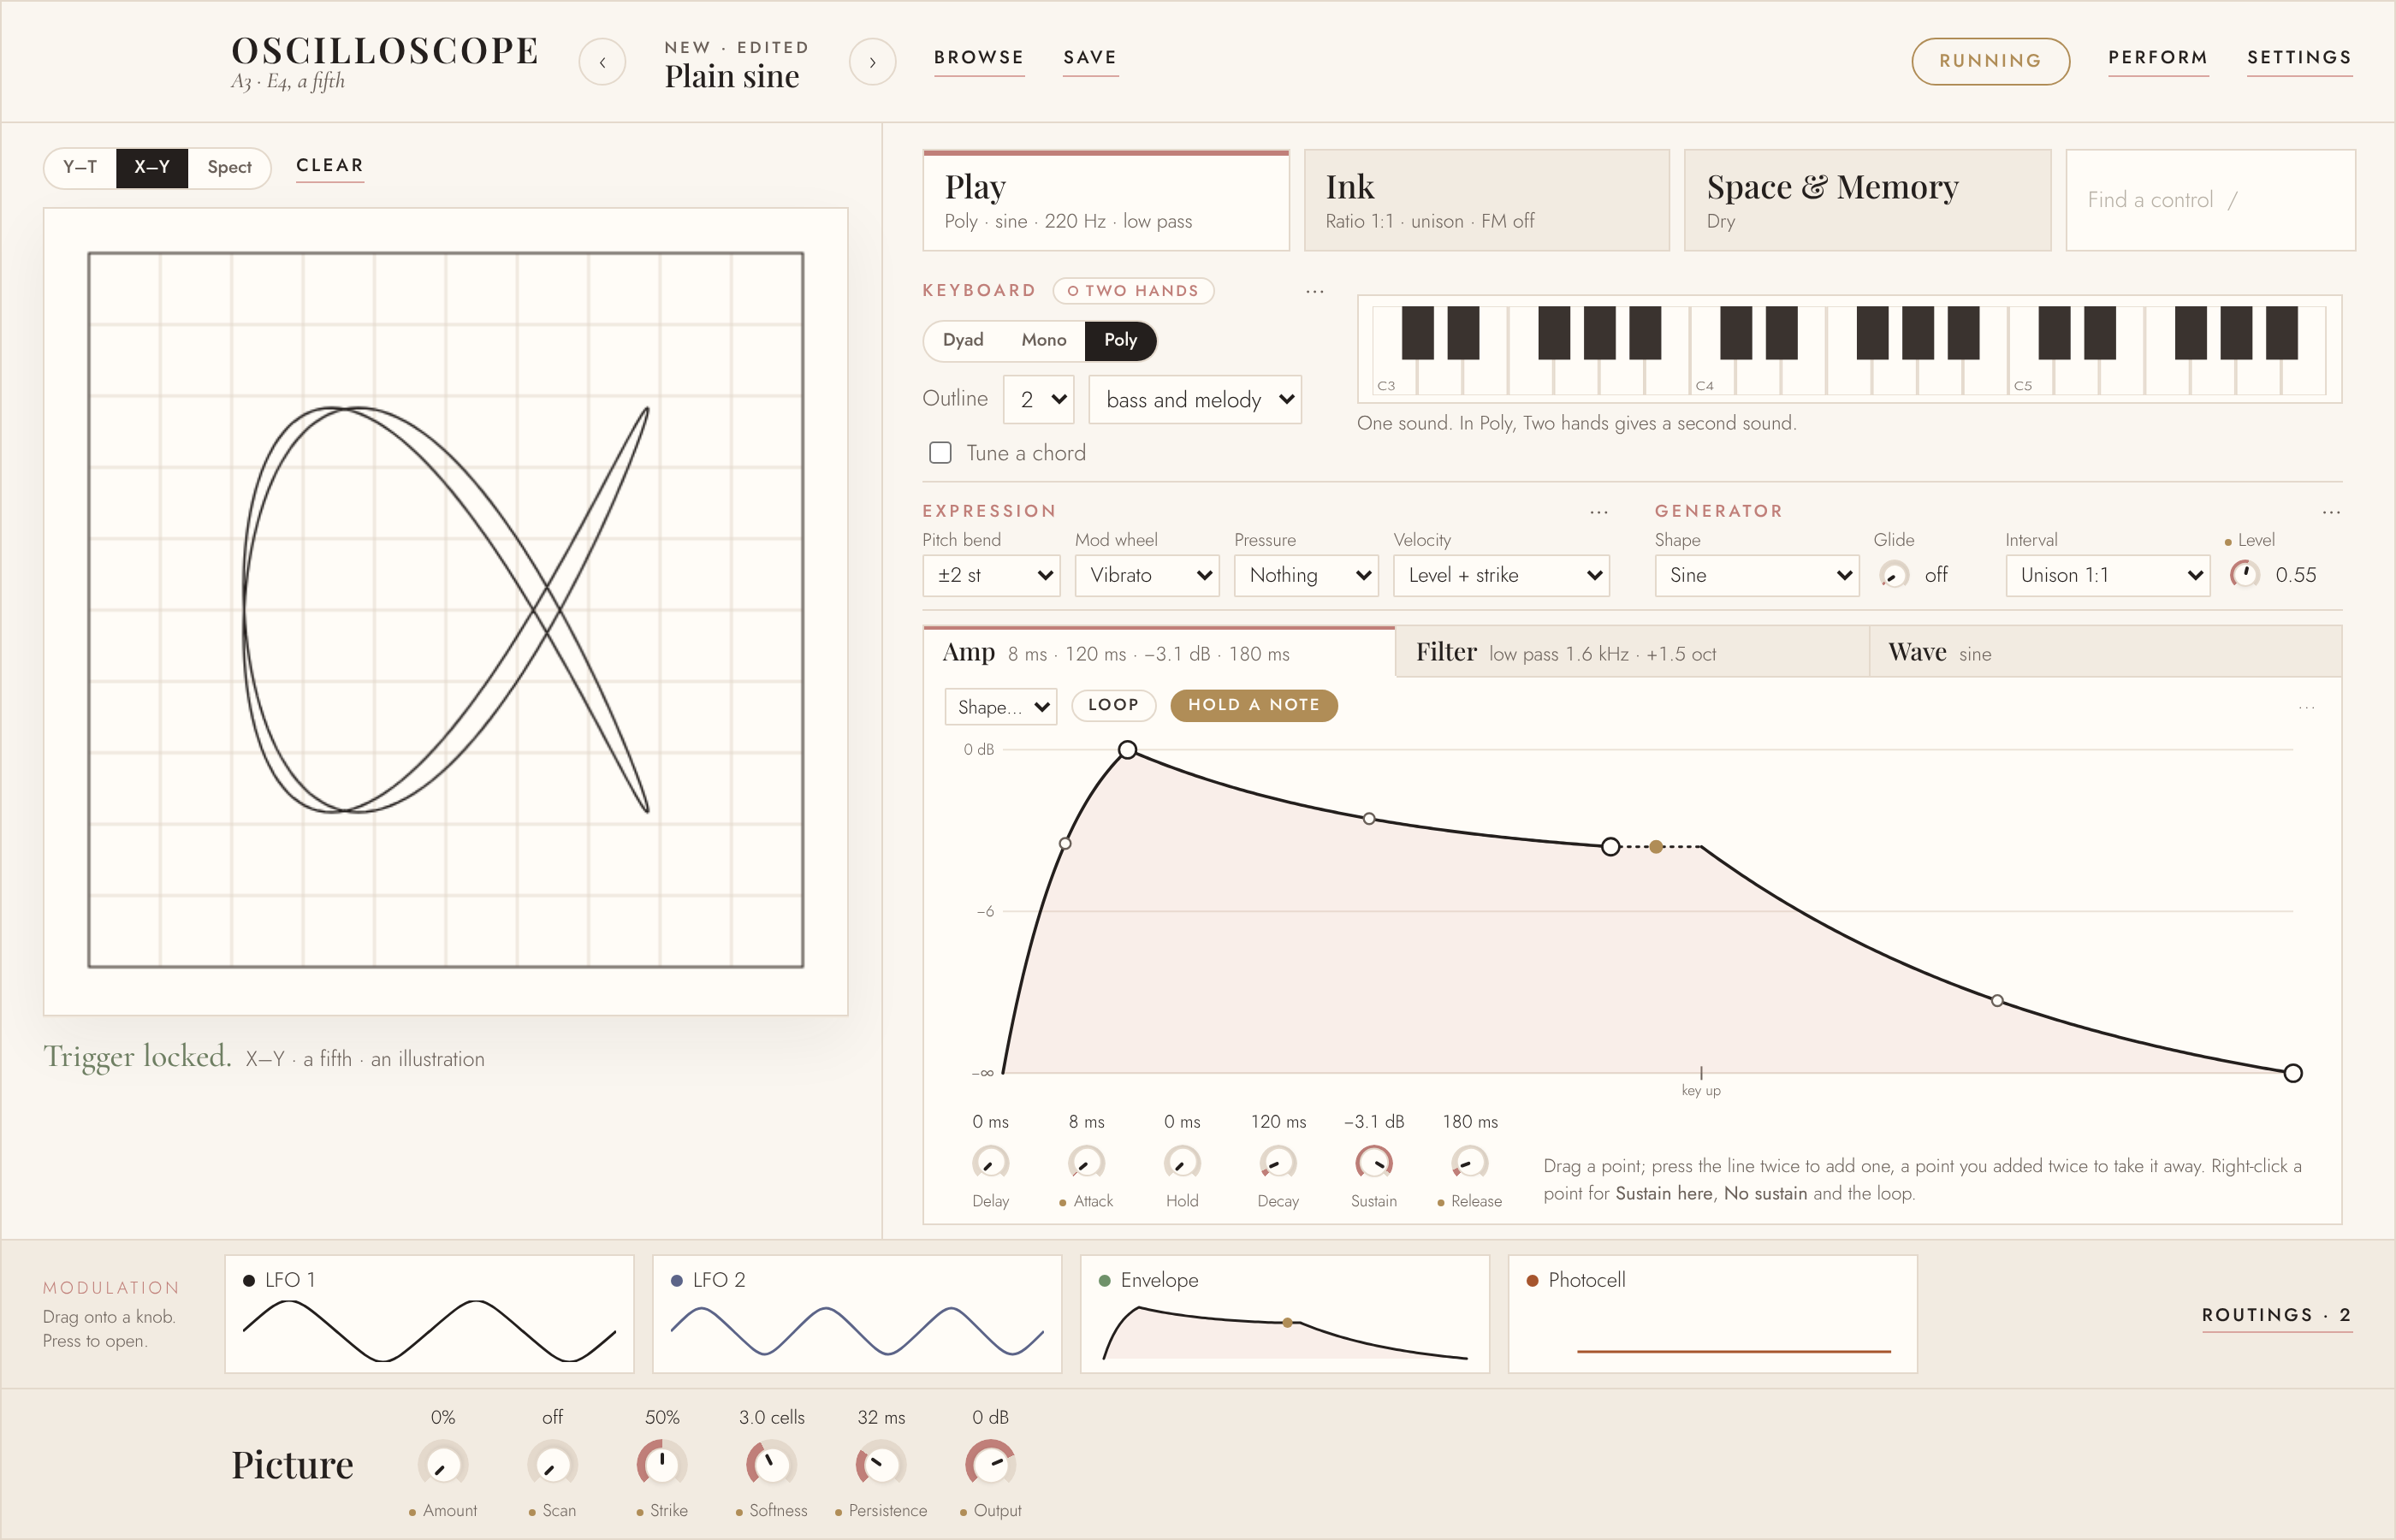 OSCILLOSCOPE
A3 · E4, a fifth
‹
NEW · EDITED
Plain sine
›
BROWSE
SAVE
RUNNING
PERFORM
SETTINGS
Y–T
X–Y
Spect
CLEAR
Trigger locked. X–Y · a fifth · an illustration
Play
Poly · sine · 220 Hz · low pass
Ink
Ratio 1:1 · unison · FM off
Space & Memory
Dry
Find a control /
KEYBOARD
TWO HANDS
...
Dyad
Mono
Poly
Outline
2
bass and melody
Tune a chord
C3
C4
C5
One sound. In Poly, Two hands gives a second sound.
EXPRESSION
...
Pitch bend
Mod wheel
Pressure
Velocity
±2 st
Vibrato
Nothing
Level + strike
GENERATOR
...
Shape
Glide
Interval
Level
Sine
off
Unison 1:1
0.55
Amp 8 ms · 120 ms · −3.1 dB · 180 ms
Filter low pass 1.6 kHz · +1.5 oct
Wave sine
Shape...
LOOP
HOLD A NOTE
...
0 dB
−6
−∞
key up
0 ms
8 ms
0 ms
120 ms
−3.1 dB
180 ms
Delay
Attack
Hold
Decay
Sustain
Release
Drag a point; press the line twice to add one, a point you added twice to take it away. Right-click a
point for Sustain here, No sustain and the loop.
MODULATION
Drag onto a knob.
Press to open.
LFO 1
LFO 2
Envelope
Photocell
ROUTINGS · 2
Picture
0%
off
50%
3.0 cells
32 ms
0 dB
Amount
Scan
Strike
Softness
Persistence
Output